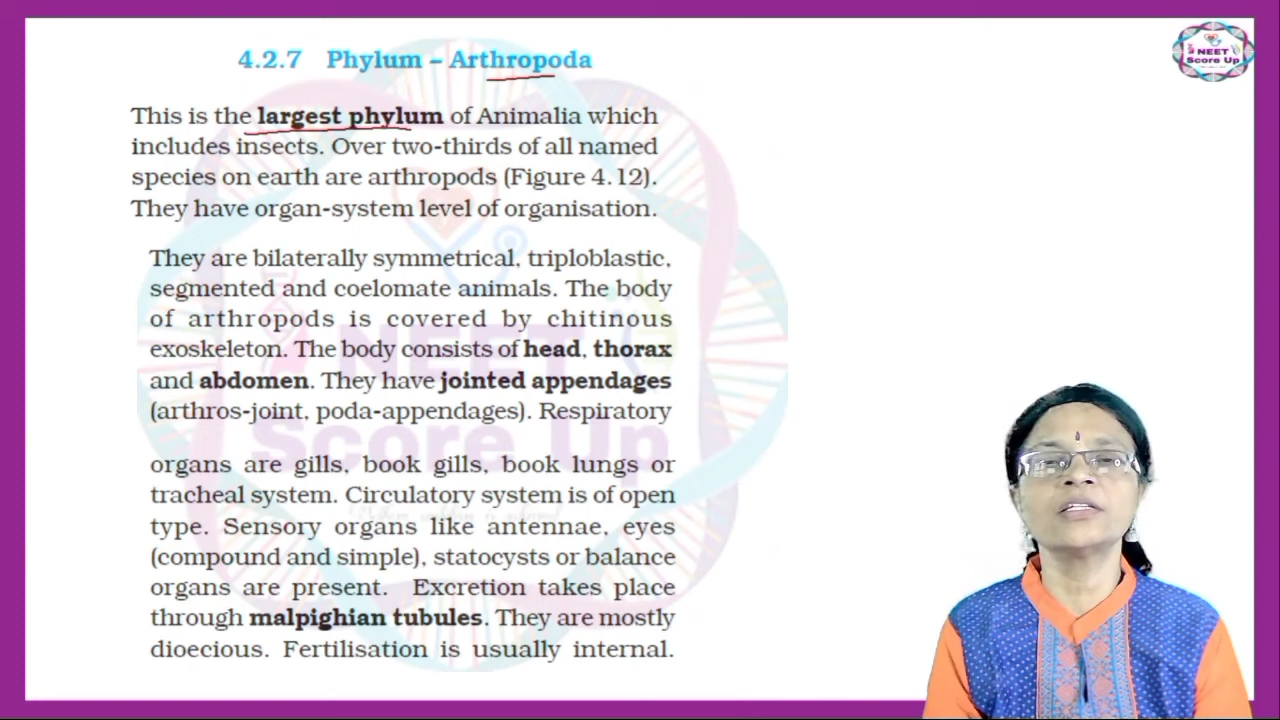 4.2.7 Phylum – Arthropoda
This is the largest phylum of Animalia which
includes insects. Over two-thirds of all named
species on earth are arthropods (Figure 4.12).
They have organ-system level of organisation.
They are bilaterally symmetrical, triploblastic,
segmented and coelomate animals. The body
of arthropods is covered by chitinous
exoskeleton. The body consists of head, thorax
and abdomen. They have jointed appendages
(arthros-joint, poda-appendages). Respiratory
organs are gills, book gills, book lungs or
tracheal system. Circulatory system is of open
type. Sensory organs like antennae, eyes
(compound and simple), statocysts or balance
organs are present. Excretion takes place
through malpighian tubules. They are mostly
dioecious. Fertilisation is usually internal.
NEET
Score Up
NEET
Score Up